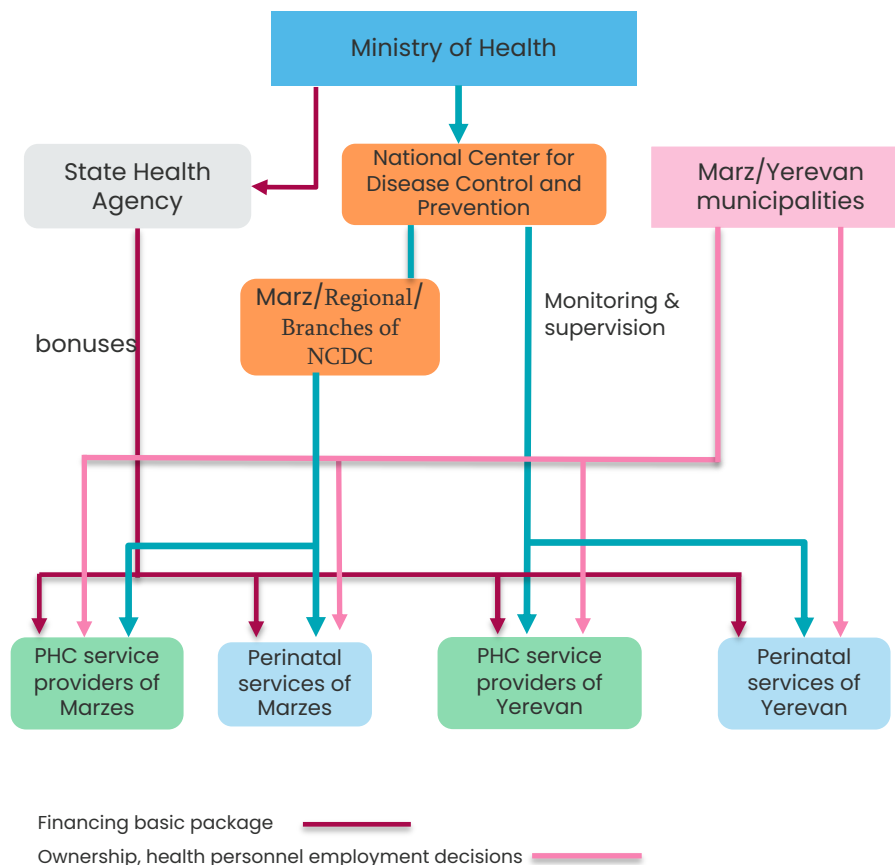 Ministry of Health
State Health
Agency
National Center for
Disease Control and
Prevention
Marz/Yerevan
municipalities
Marz/Regional/
Branches of
NCDC
Monitoring &
supervision
bonuses
PHC service
providers of
Marzes
Perinatal
services of
Marzes
PHC service
providers of
Yerevan
Perinatal
services of
Yerevan
Financing basic package
Ownership, health personnel employment decisions